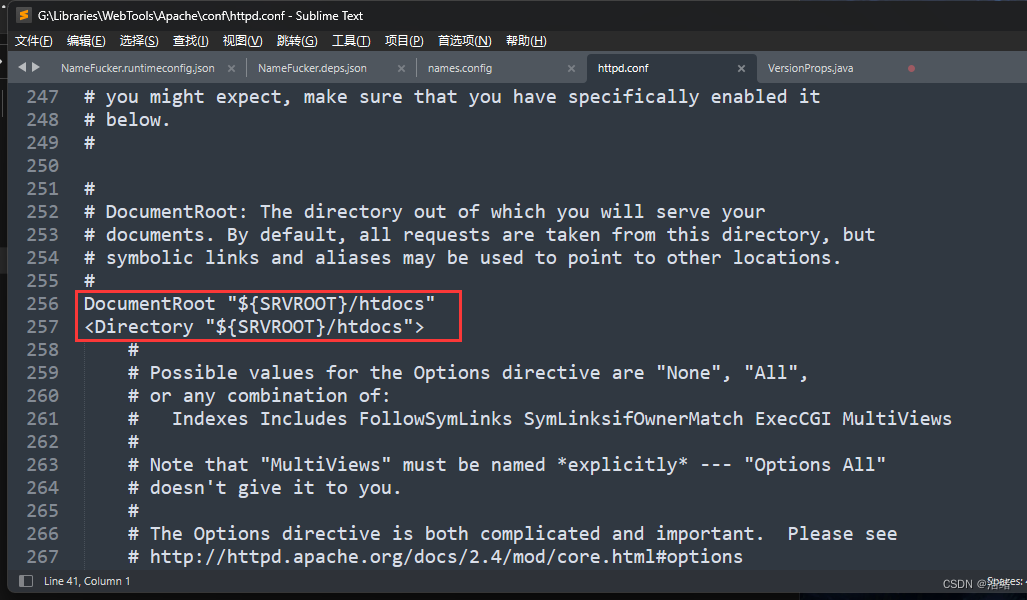 G:\Libraries\WebTools\Apache\conf\httpd.conf - Sublime Text
文件(F) 编辑(E) 选择(S) 查找(I) 视图(V) 跳转(G) 工具(T) 项目(P) 首选项(N) 帮助(H)
NameFucker.runtimeconfig.json NameFucker.deps.json names.config httpd.conf VersionProps.java
247 # you might expect, make sure that you have specifically enabled it
248 # below.
249 #
250
251 #
252 # DocumentRoot: The directory out of which you will serve your
253 # documents. By default, all requests are taken from this directory, but
254 # symbolic links and aliases may be used to point to other locations.
255 #
256 DocumentRoot "${SRVROOT}/htdocs"
257 <Directory "${SRVROOT}/htdocs">
258 #
259 # Possible values for the Options directive are "None", "All",
260 # or any combination of:
261 #   Indexes Includes FollowSymLinks SymLinksifOwnerMatch ExecCGI MultiViews
262 #
263 # Note that "MultiViews" must be named *explicitly* --- "Options All"
264 # doesn't give it to you.
265 #
266 # The Options directive is both complicated and important.  Please see
267 # http://httpd.apache.org/docs/2.4/mod/core.html#options
Line 41, Column 1
CSDN